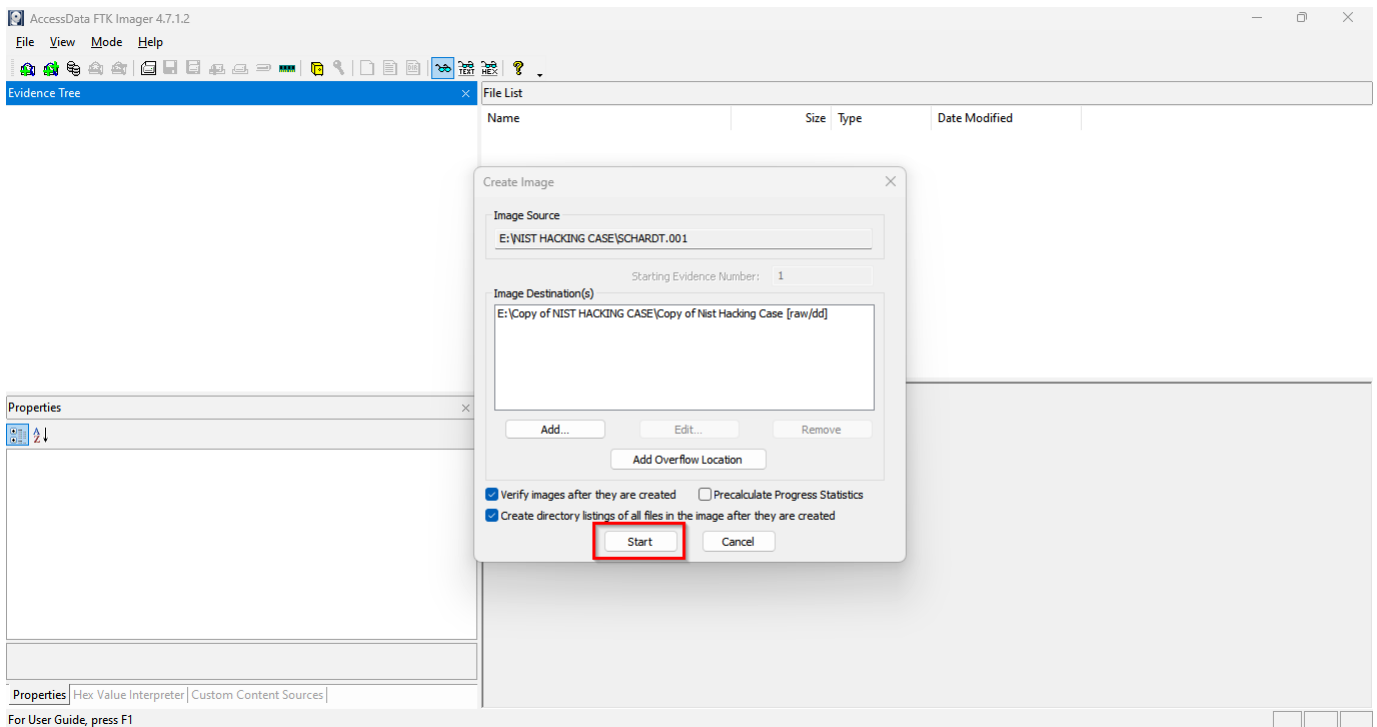 AccessData FTK Imager 4.7.1.2
File View Mode Help
TEXT HEX ?
Evidence Tree
File List
Name Size Type Date Modified
Create Image
Image Source
E:\NIST HACKING CASE\SCHARDT.001
Starting Evidence Number: 1
Image Destination(s)
E:\Copy of NIST HACKING CASE\Copy of Nist Hacking Case [raw/dd]
Add... Edit... Remove
Add Overflow Location
Verify images after they are created Precalculate Progress Statistics
Create directory listings of all files in the image after they are created
Start Cancel
Properties
A
Z
Properties Hex Value Interpreter Custom Content Sources
For User Guide, press F1